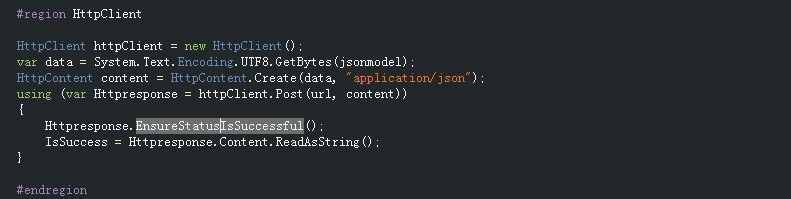 #region HttpClient
HttpClient httpClient = new HttpClient();
var data = System.Text.Encoding.UTF8.GetBytes(jsonmodel);
HttpContent content = HttpContent.Create(data, "application/json");
using (var Httpresponse = httpClient.Post(url, content))
{
    Httpresponse.EnsureStatusIsSuccessful();
    IsSuccess = Httpresponse.Content.ReadAsString();
}
#endregion